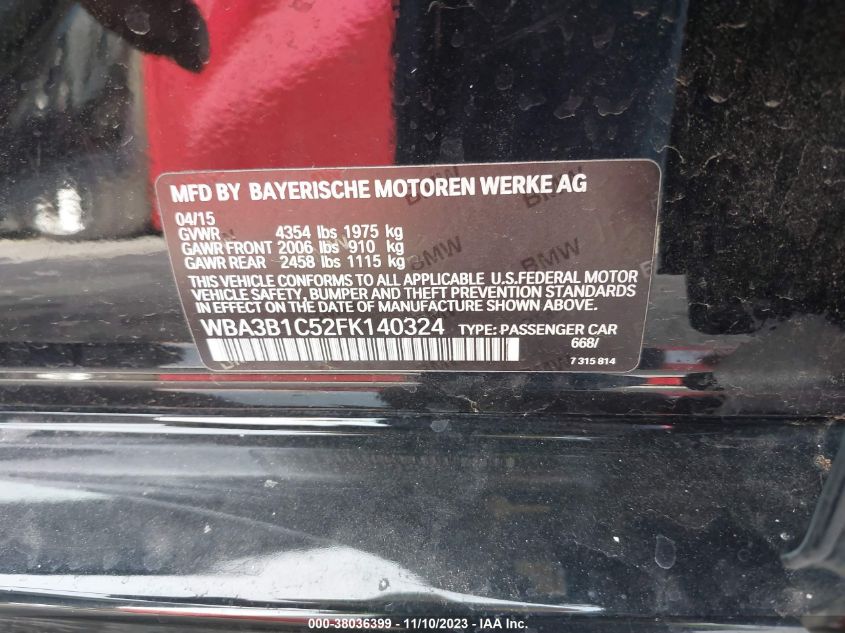 MFD BY BAYERISCHE MOTOREN WERKE AG
04/15
GVWR 4354 lbs 1975 kg
GAWR FRONT 2006 lbs 910 kg
GAWR REAR 2458 lbs 1115 kg
THIS VEHICLE CONFORMS TO ALL APPLICABLE U.S.FEDERAL MOTOR
VEHICLE SAFETY, BUMPER AND THEFT PREVENTION STANDARDS
IN EFFECT ON THE DATE OF MANUFACTURE SHOWN ABOVE.
WBA3B1C52FK140324 TYPE: PASSENGER CAR
668/
7 315 814
000-38036399 - 11/10/2023 - IAA Inc.